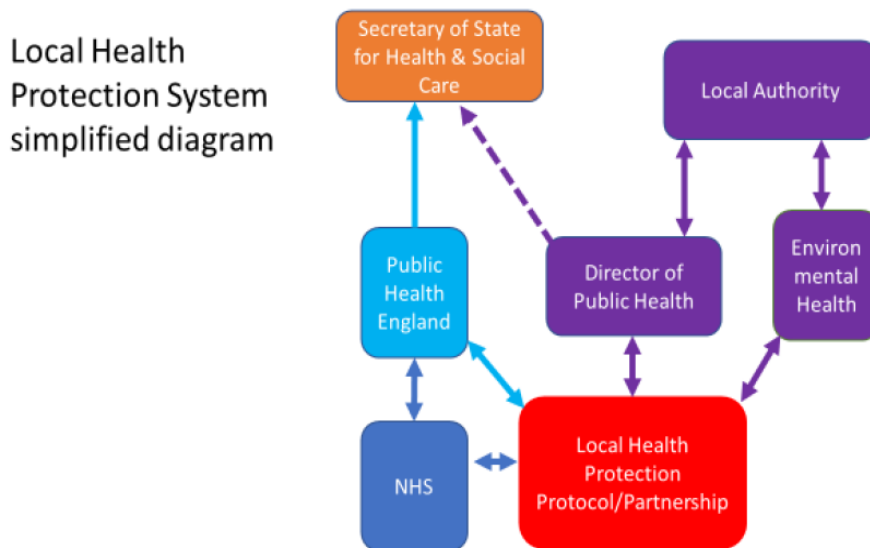 Local Health
Protection System
simplified diagram
Secretary of State
for Health & Social
Care
Local Authority
Public
Health
England
Director of
Public Health
Environ
mental
Health
NHS
Local Health
Protection
Protocol/Partnership